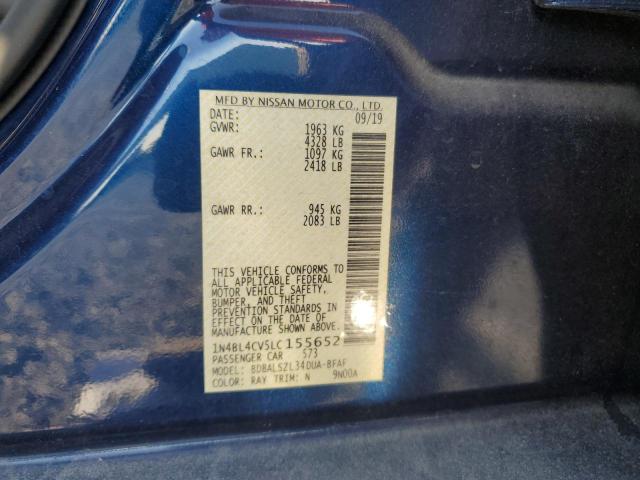 MFD BY NISSAN MOTOR CO., LTD.
DATE: 09/19
GVWR: 1963 KG
4328 LB
GAWR FR.: 1097 KG
2418 LB
GAWR RR.: 945 KG
2083 LB
THIS VEHICLE CONFORMS TO
ALL APPLICABLE FEDERAL
MOTOR VEHICLE SAFETY,
BUMPER, AND THEFT
PREVENTION STANDARDS IN
EFFECT ON THE DATE OF
MANUFACTURE SHOWN ABOVE.
1N4BL4CV5LC155652
PASSENGER CAR 573
MODEL: BDBALSZL34DUA-BFAF
COLOR: RAY TRIM: N 9N00A